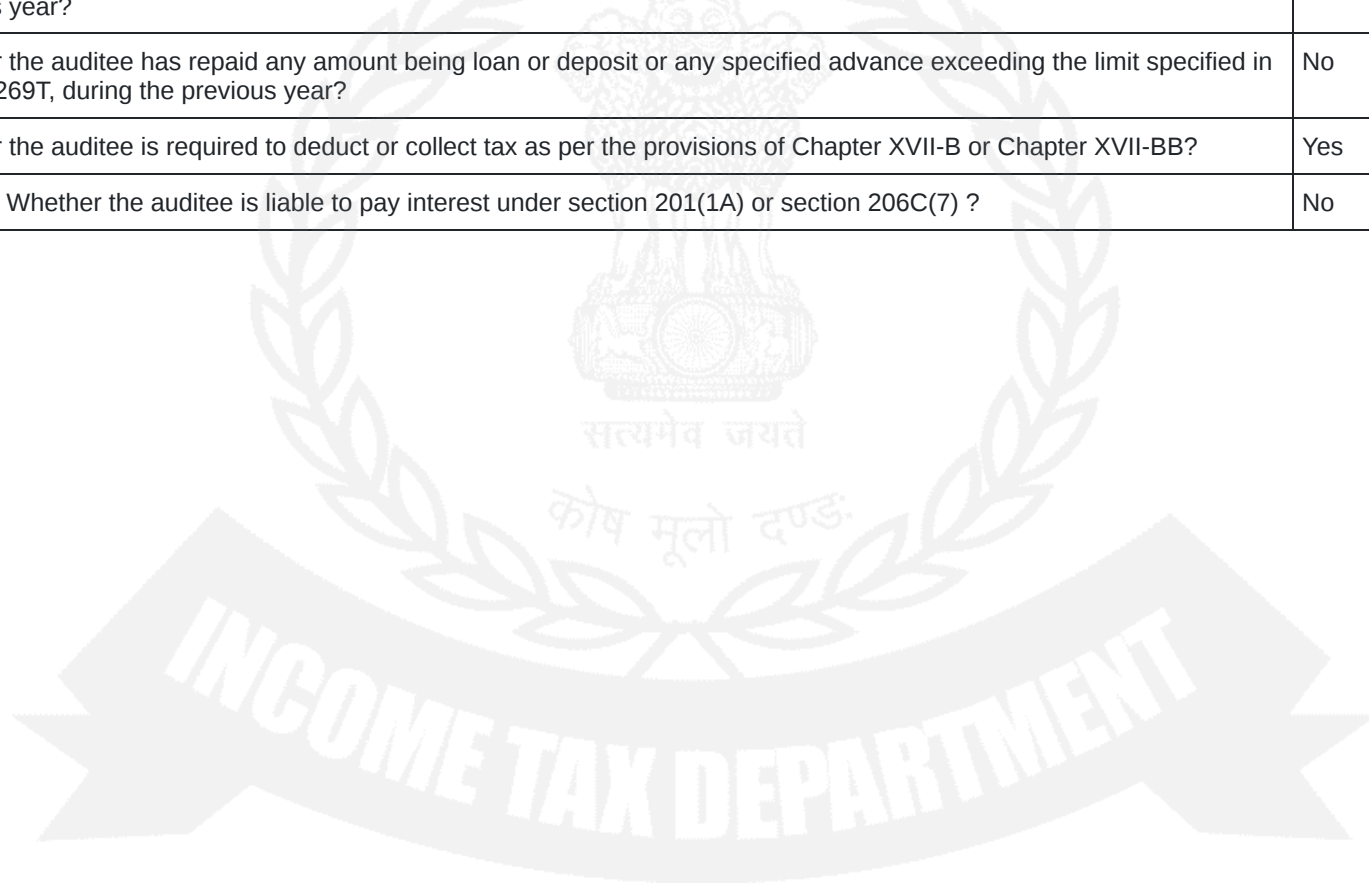 s year?
r the auditee has repaid any amount being loan or deposit or any specified advance exceeding the limit specified in
269T, during the previous year?
No
r the auditee is required to deduct or collect tax as per the provisions of Chapter XVII-B or Chapter XVII-BB?
Yes
Whether the auditee is liable to pay interest under section 201(1A) or section 206C(7) ?
No
सत्यमेव जयते
कोष मूलो दण्डः
INCOME TAX DEPARTMENT